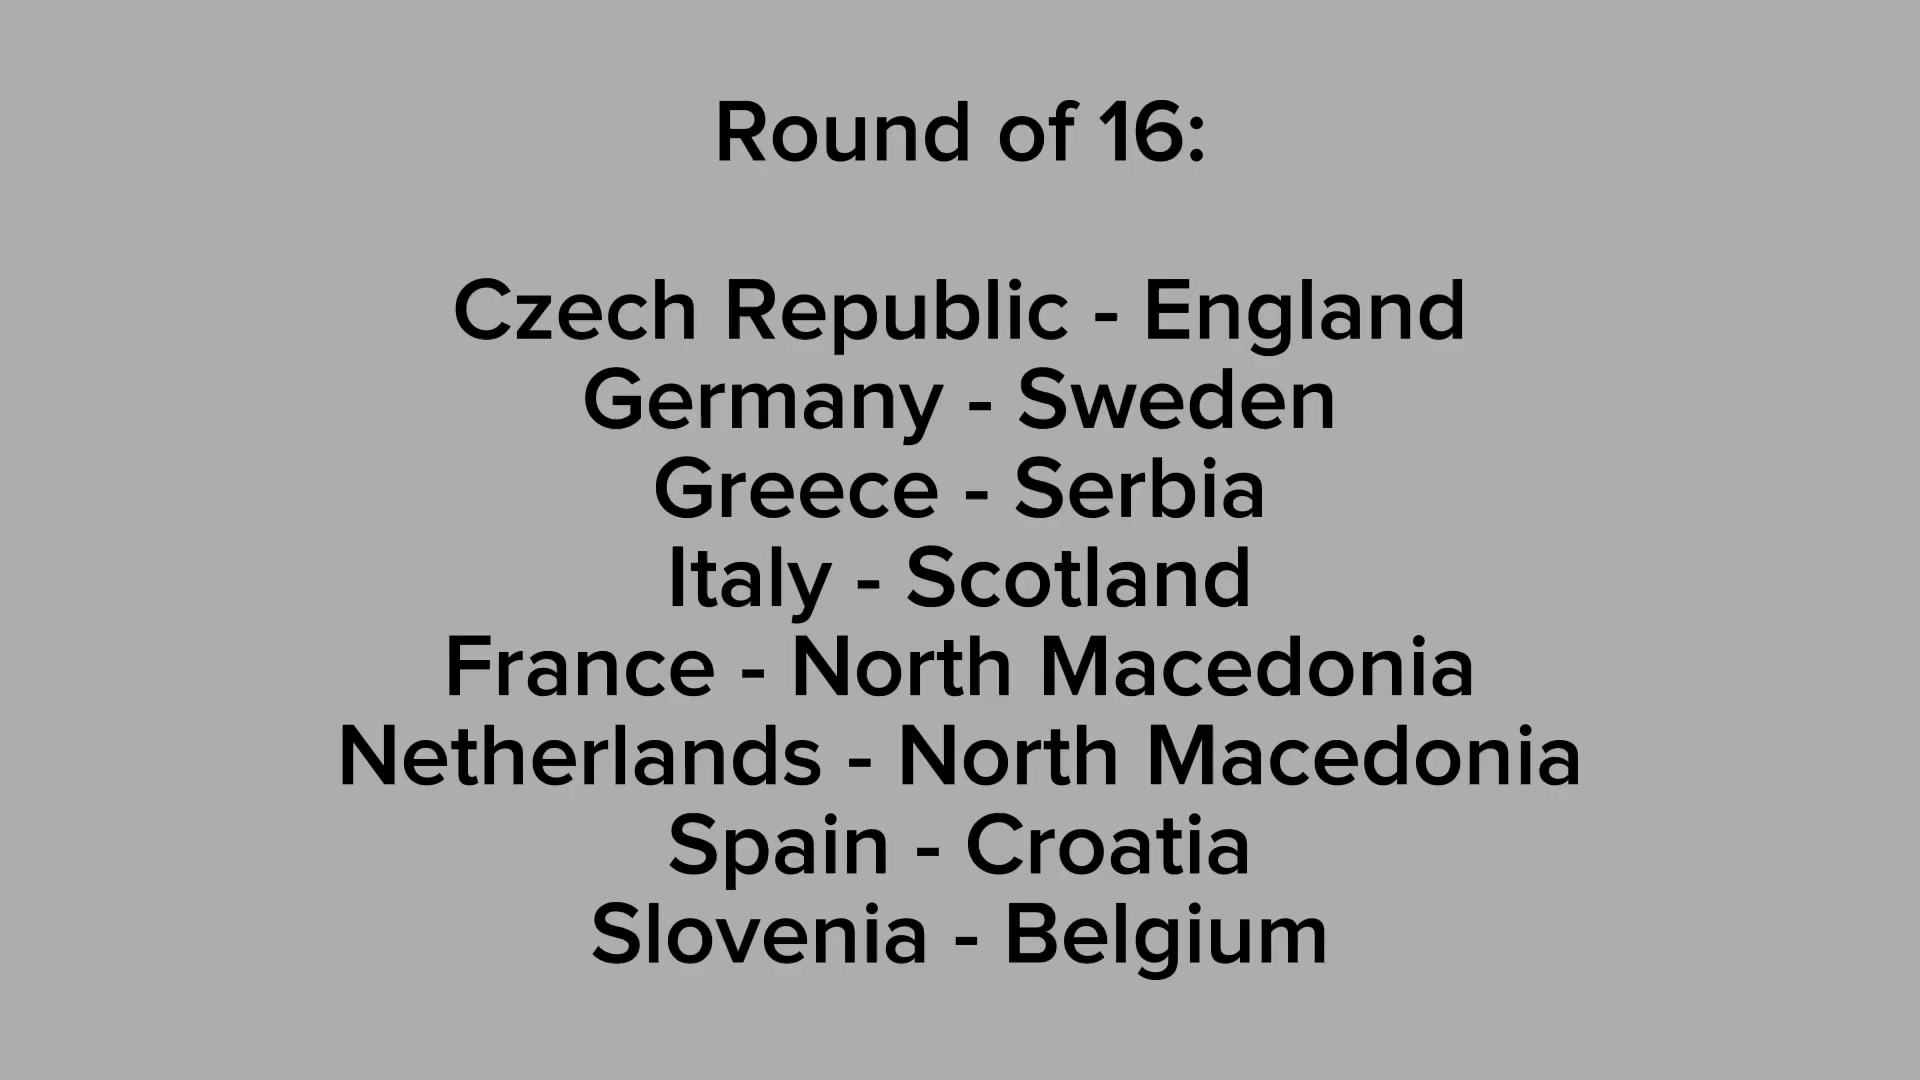 Round of 16:
Czech Republic - England
Germany - Sweden
Greece - Serbia
Italy - Scotland
France - North Macedonia
Netherlands - North Macedonia
Spain - Croatia
Slovenia - Belgium